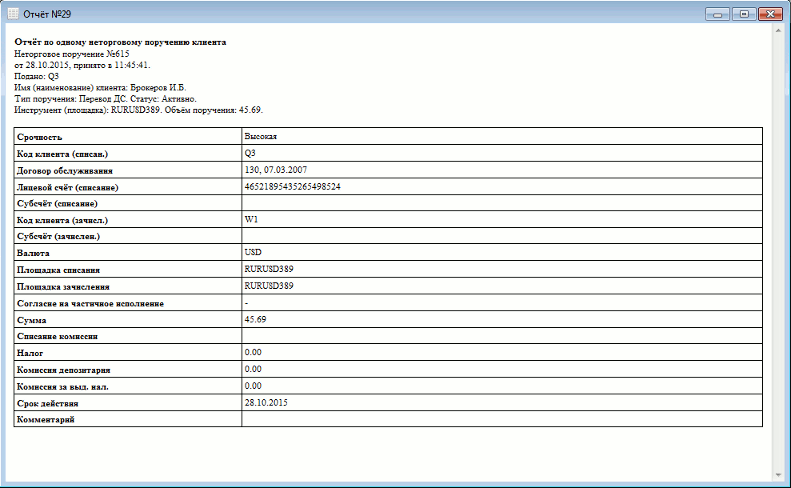 Отчёт №29
Отчёт по одному неторговому поручению клиента
Неторговое поручение №615
от 28.10.2015, принято в 11:45:41.
Подано: Q3
Имя (наименование) клиента: Брокеров И.Б.
Тип поручения: Перевод ДС. Статус: Активно.
Инструмент (площадка): RURUSD389. Объём поручения: 45.69.
Срочность Высокая
Код клиента (списан.) Q3
Договор обслуживания 130, 07.03.2007
Лицевой счёт (списание) 46521895435265498524
Субсчёт (списание)
Код клиента (зачисл.) W1
Субсчёт (зачислен.)
Валюта USD
Площадка списания RURUSD389
Площадка зачисления RURUSD389
Согласие на частичное исполнение -
Сумма 45.69
Списание комиссии
Налог 0.00
Комиссия депозитария 0.00
Комиссия за выд. нал. 0.00
Срок действия 28.10.2015
Комментарий